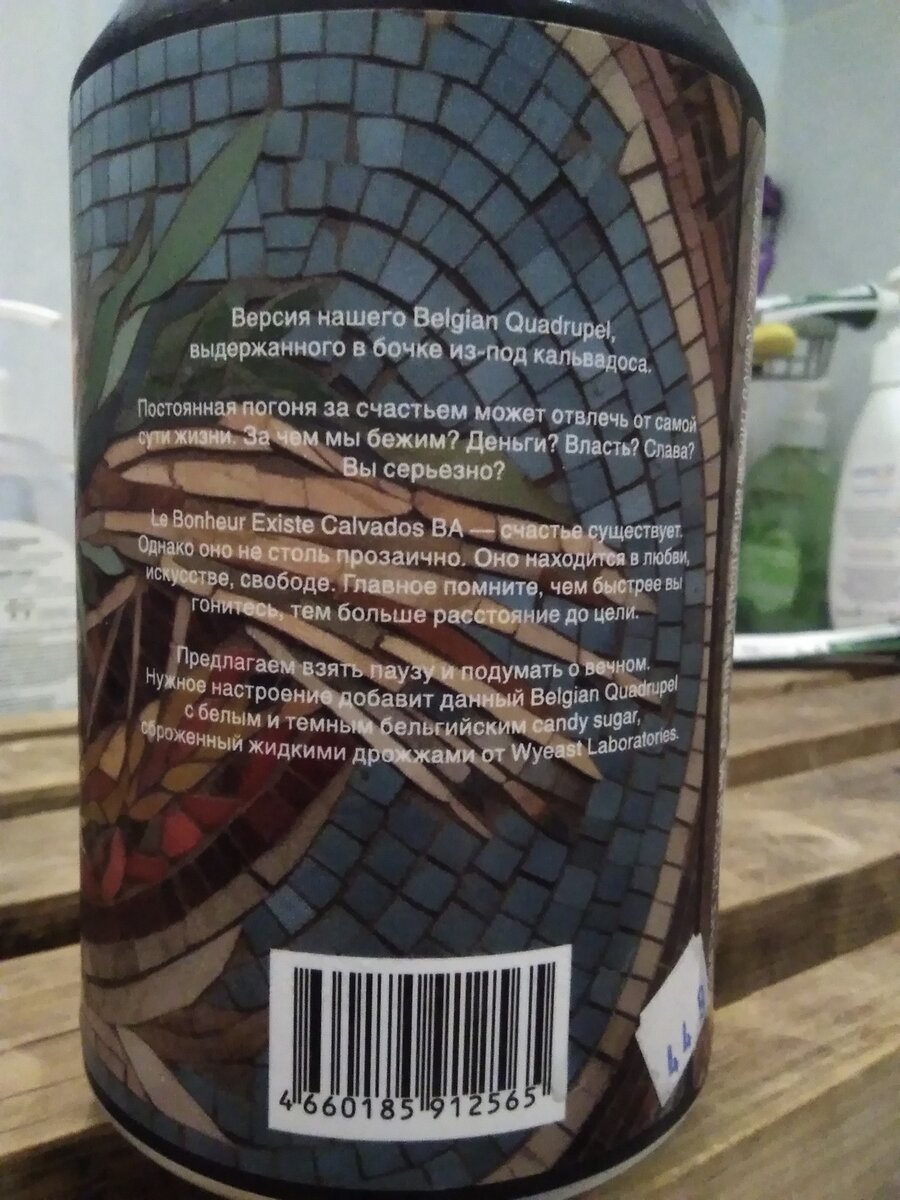 Версия нашего Belgian Quadrupel,
выдержанного в бочке из-под кальвадоса.
Постоянная погоня за счастьем может отвлечь от самой
сути жизни. За чем мы бежим? Деньги? Власть? Слава?
Вы серьезно?
Le Bonheur Existe Calvados BA — счастье существует.
Однако оно не столь прозаично. Оно находится в любви,
искусстве, свободе. Главное помните, чем быстрее вы
гонитесь, тем больше расстояние до цели.
Предлагаем взять паузу и подумать о вечном.
Нужное настроение добавит данный Belgian Quadrupel
с белым и темным бельгийским candy sugar,
сброженный жидкими дрожжами от Wyeast Laboratories.
4 660185 912565